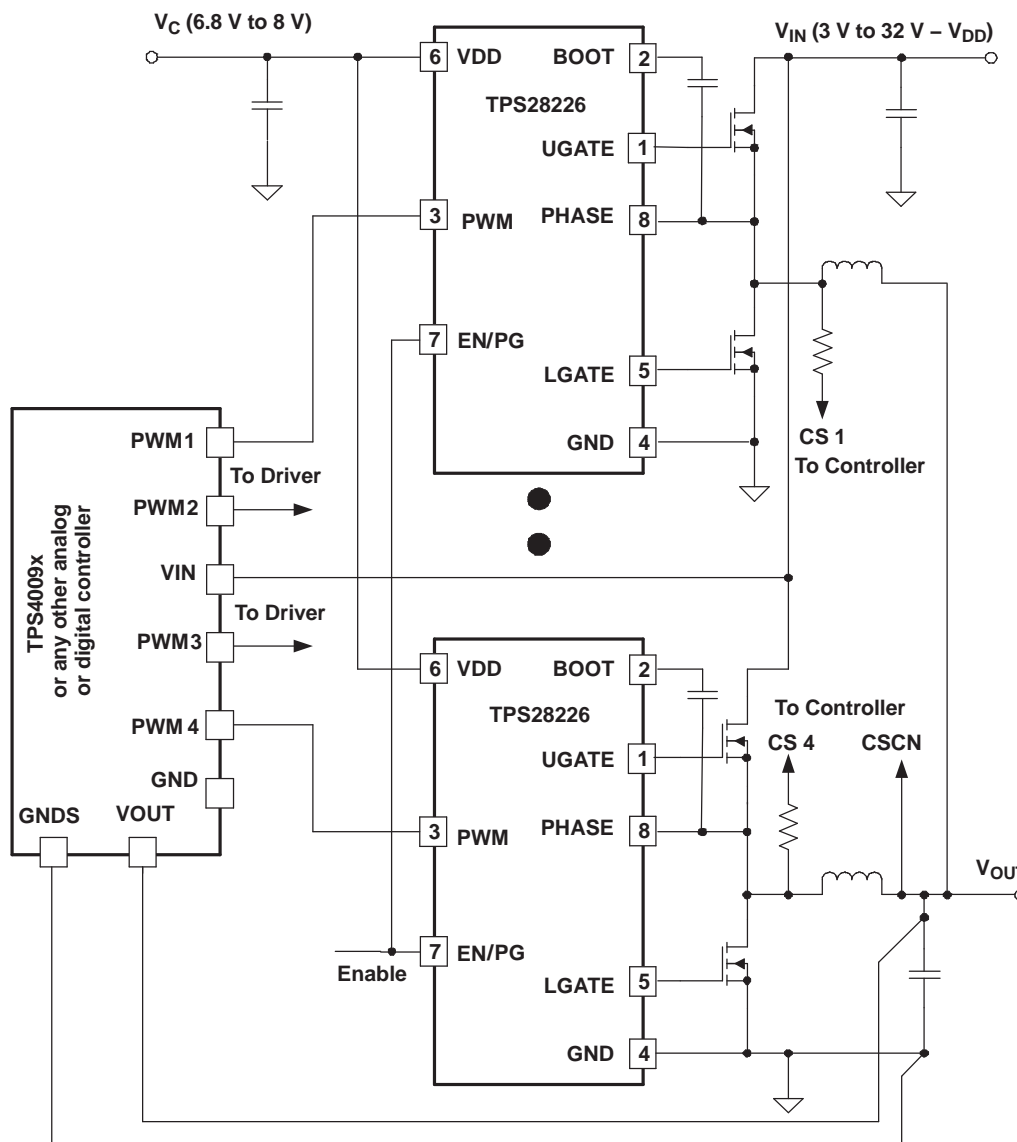 VC (6.8 V to 8 V)
VIN (3 V to 32 V – VDD)
6 VDD
BOOT 2
TPS28226
UGATE 1
3 PWM
PHASE 8
7 EN/PG
LGATE 5
GND 4
CS 1
To Controller
TPS4009x
or any other analog
or digital controller
PWM1
To Driver
PWM2
VIN
To Driver
PWM3
PWM 4
GND
GNDS
VOUT
6 VDD
BOOT 2
TPS28226
UGATE 1
3 PWM
PHASE 8
7 EN/PG
Enable
LGATE 5
GND 4
To Controller
CS 4
CSCN
VOUT